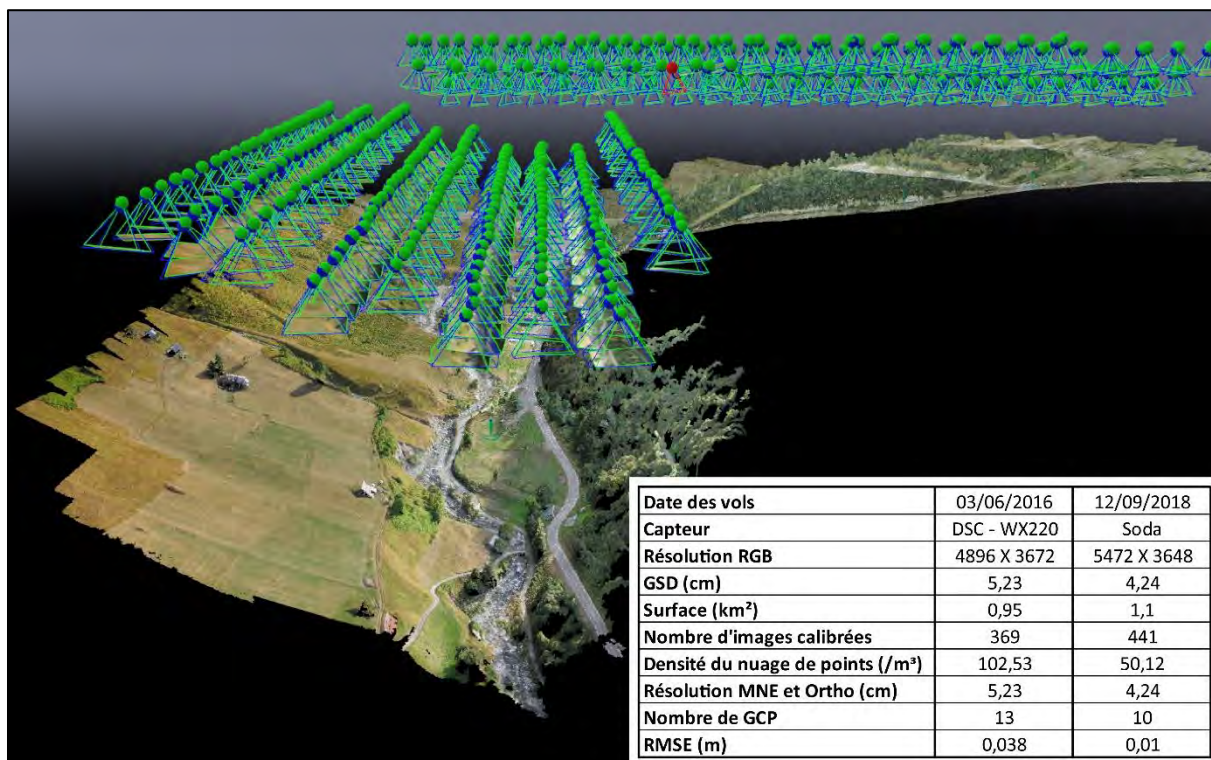 Date des vols 03/06/2016 12/09/2018
Capteur DSC - WX220 Soda
Résolution RGB 4896 X 3672 5472 X 3648
GSD (cm) 5,23 4,24
Surface (km²) 0,95 1,1
Nombre d'images calibrées 369 441
Densité du nuage de points (/m³) 102,53 50,12
Résolution MNE et Ortho (cm) 5,23 4,24
Nombre de GCP 13 10
RMSE (m) 0,038 0,01